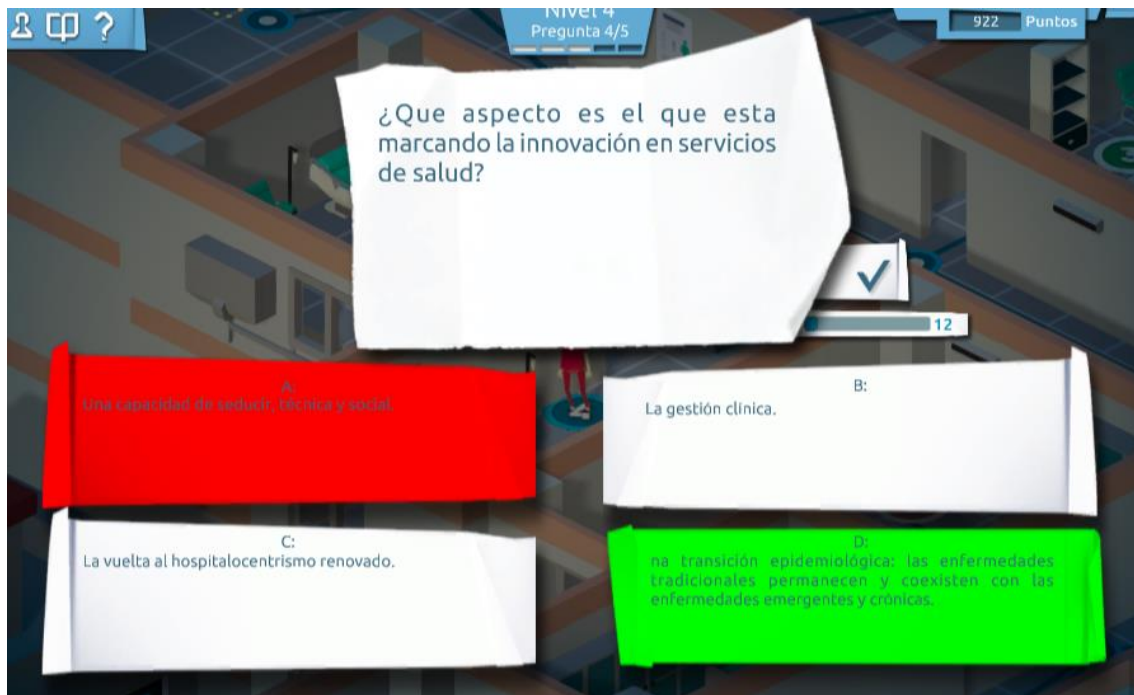 ?
Nivel 4
Pregunta 4/5
922 Puntos
¿Que aspecto es el que esta
marcando la innovación en servicios
de salud?
12
A:
Una capacidad de seducir, técnica y social.
B:
La gestión clínica.
C:
La vuelta al hospitalocentrismo renovado.
D:
na transición epidemiológica: las enfermedades
tradicionales permanecen y coexisten con las
enfermedades emergentes y crónicas.